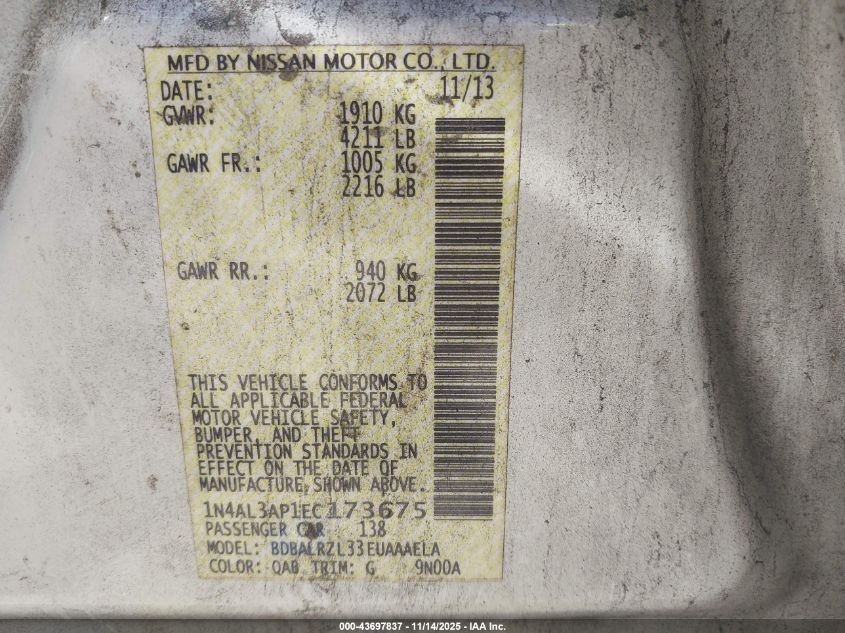 MFD BY NISSAN MOTOR CO., LTD.
DATE: 11/13
GVWR: 1910 KG
4211 LB
GAWR FR.: 1005 KG
2216 LB
GAWR RR.: 940 KG
2072 LB
THIS VEHICLE CONFORMS TO
ALL APPLICABLE FEDERAL
MOTOR VEHICLE SAFETY,
BUMPER, AND THEFT
PREVENTION STANDARDS IN
EFFECT ON THE DATE OF
MANUFACTURE SHOWN ABOVE.
1N4AL3AP1EC173675
PASSENGER CAR 138
MODEL: BDBALRZL33EUAAAELA
COLOR: QAB TRIM: G 9N00A
000-43697837 - 11/14/2025 - IAA Inc.